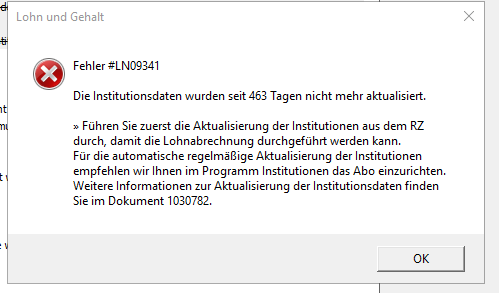 Lohn und Gehalt
Fehler #LN09341
Die Institutionsdaten wurden seit 463 Tagen nicht mehr aktualisiert.
» Führen Sie zuerst die Aktualisierung der Institutionen aus dem RZ
durch, damit die Lohnabrechnung durchgeführt werden kann.
Für die automatische regelmäßige Aktualisierung der Institutionen
empfehlen wir Ihnen im Programm Institutionen das Abo einzurichten.
Weitere Informationen zur Aktualisierung der Institutionsdaten finden
Sie im Dokument 1030782.
OK